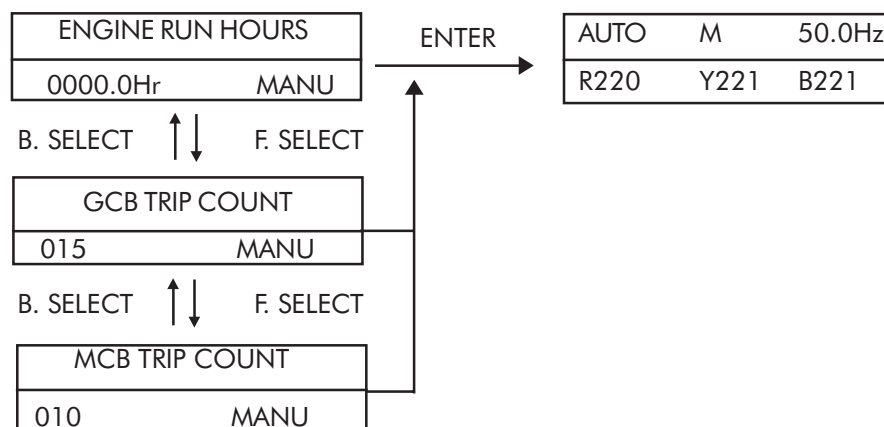 ENGINE RUN HOURS
0000.0Hr MANU
ENTER
AUTO M 50.0Hz
R220 Y221 B221
B. SELECT F. SELECT
GCB TRIP COUNT
015 MANU
B. SELECT F. SELECT
MCB TRIP COUNT
010 MANU